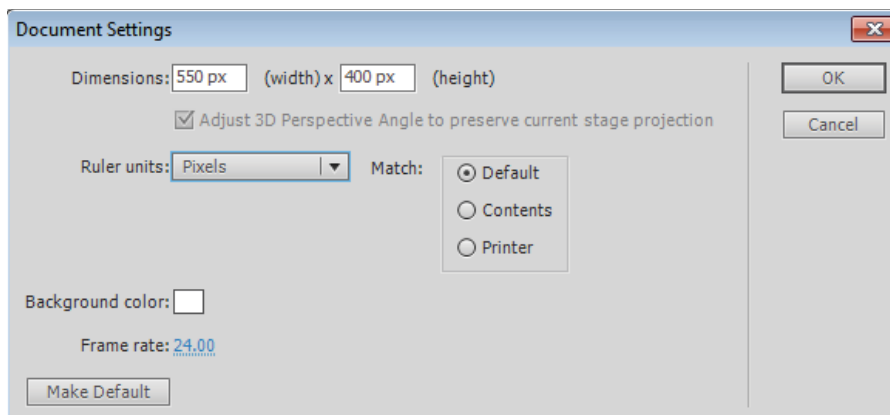 Document Settings
Dimensions: 550 px (width) x 400 px (height)
OK
Adjust 3D Perspective Angle to preserve current stage projection
Cancel
Ruler units: Pixels Match: Default
Contents
Printer
Background color:
Frame rate: 24.00
Make Default